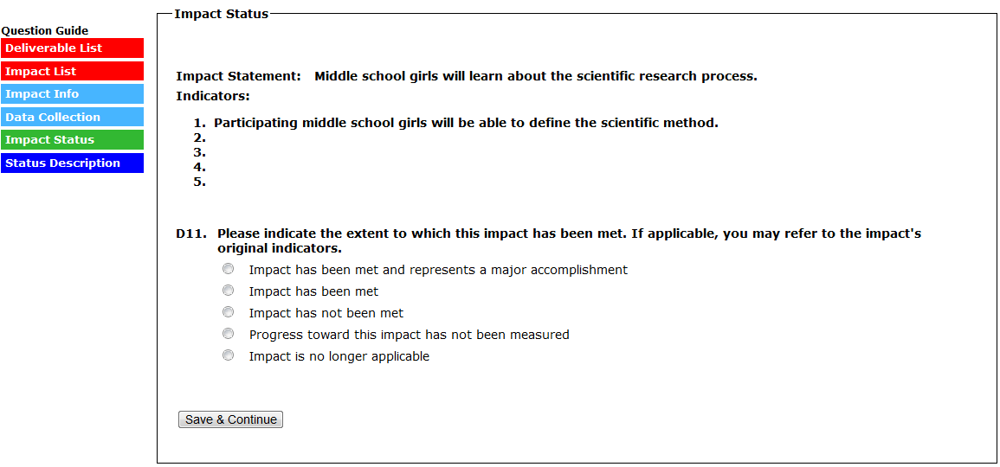 Impact Status
Question Guide
Deliverable List
Impact List
Impact Info
Data Collection
Impact Status
Status Description
Impact Statement: Middle school girls will learn about the scientific research process.
Indicators:
1. Participating middle school girls will be able to define the scientific method.
2.
3.
4.
5.
D11. Please indicate the extent to which this impact has been met. If applicable, you may refer to the impact's
original indicators.
Impact has been met and represents a major accomplishment
Impact has been met
Impact has not been met
Progress toward this impact has not been measured
Impact is no longer applicable
Save & Continue